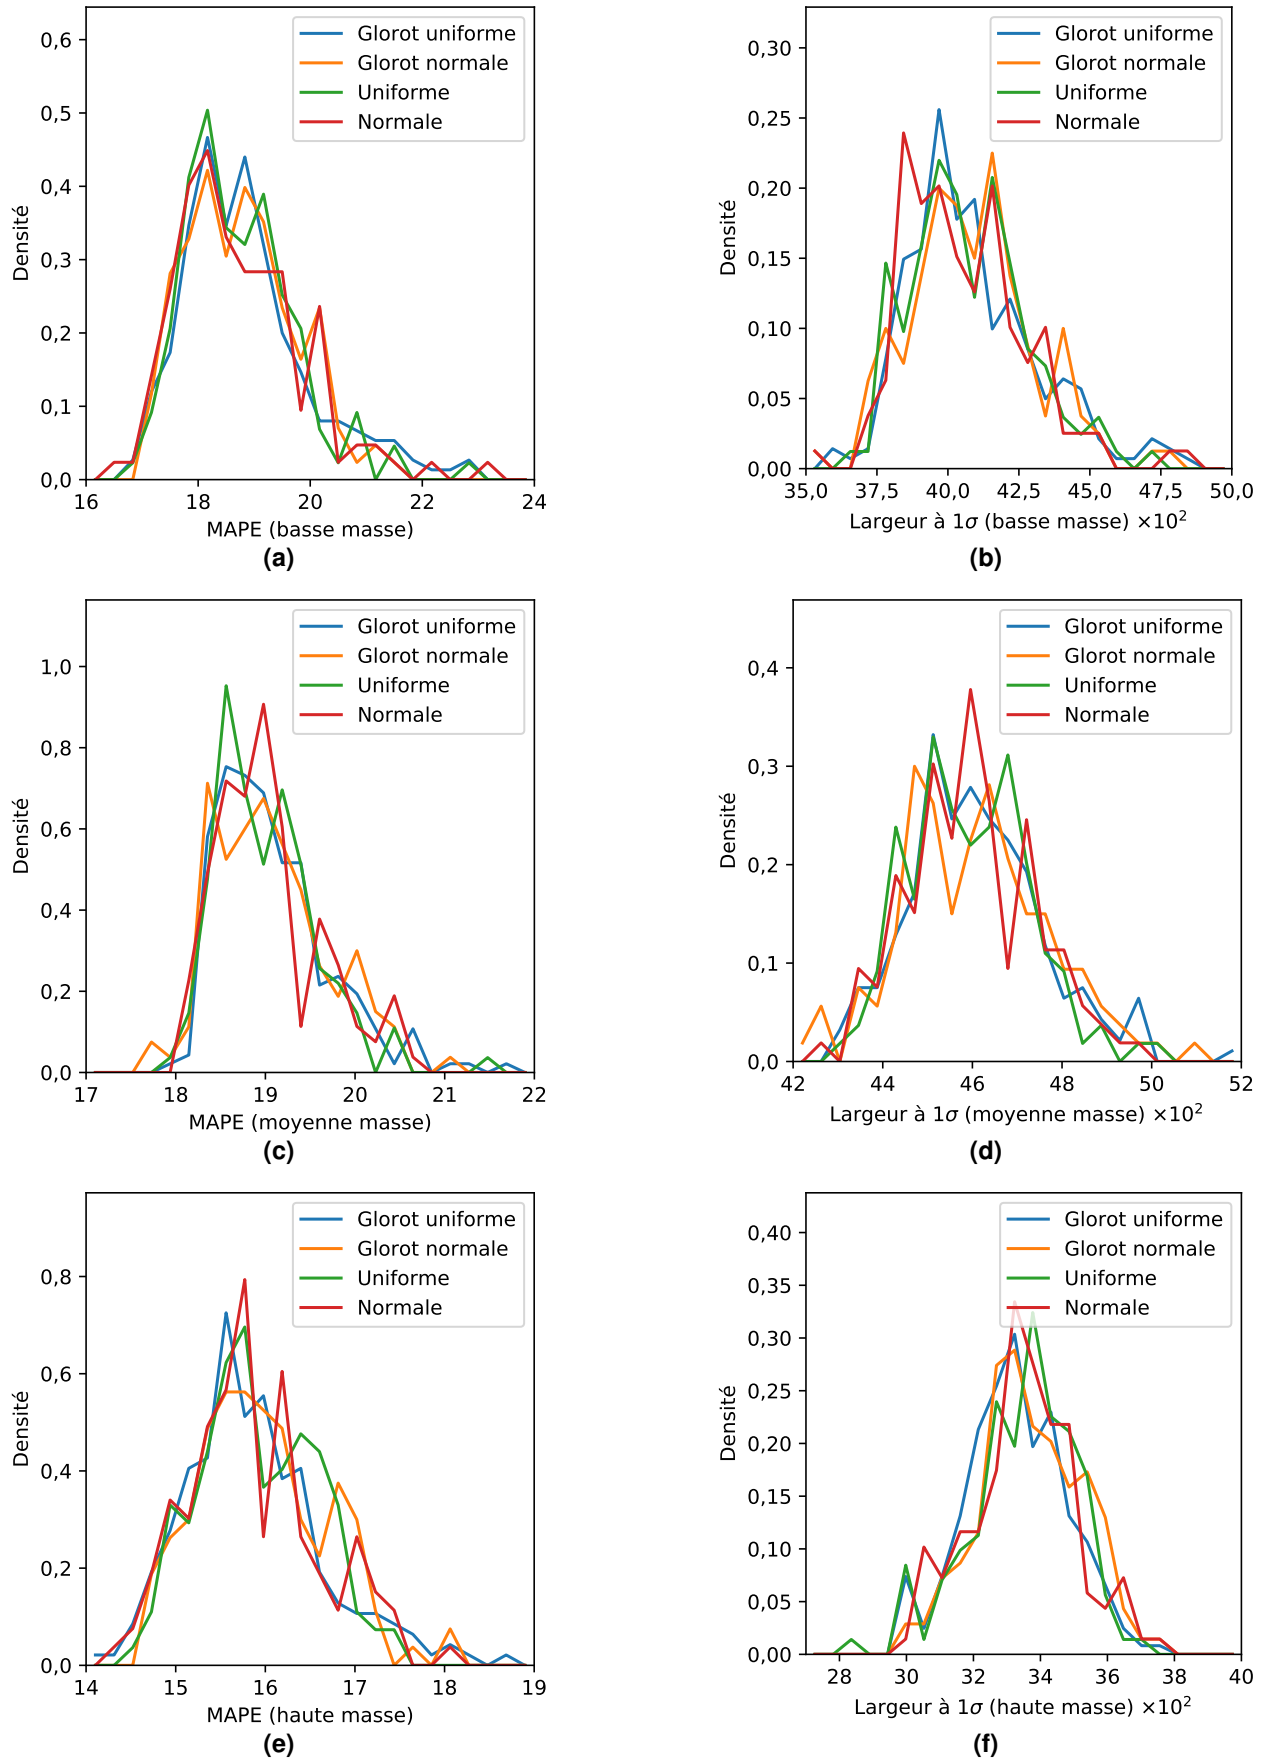 0,6
0,5
0,4
0,3
0,2
0,1
0,0
Densité
Glorot uniforme
Glorot normale
Uniforme
Normale
16 18 20 22 24
MAPE (basse masse)
(a)
0,30
0,25
0,20
0,15
0,10
0,05
0,00
Densité
Glorot uniforme
Glorot normale
Uniforme
Normale
35,0 37,5 40,0 42,5 45,0 47,5 50,0
Largeur à 1σ (basse masse) ×10²
(b)
1,0
0,8
0,6
0,4
0,2
0,0
Densité
Glorot uniforme
Glorot normale
Uniforme
Normale
17 18 19 20 21 22
MAPE (moyenne masse)
(c)
0,4
0,3
0,2
0,1
0,0
Densité
Glorot uniforme
Glorot normale
Uniforme
Normale
42 44 46 48 50 52
Largeur à 1σ (moyenne masse) ×10²
(d)
0,8
0,6
0,4
0,2
0,0
Densité
Glorot uniforme
Glorot normale
Uniforme
Normale
14 15 16 17 18 19
MAPE (haute masse)
(e)
0,40
0,35
0,30
0,25
0,20
0,15
0,10
0,05
0,00
Densité
Glorot uniforme
Glorot normale
Uniforme
Normale
28 30 32 34 36 38 40
Largeur à 1σ (haute masse) ×10²
(f)